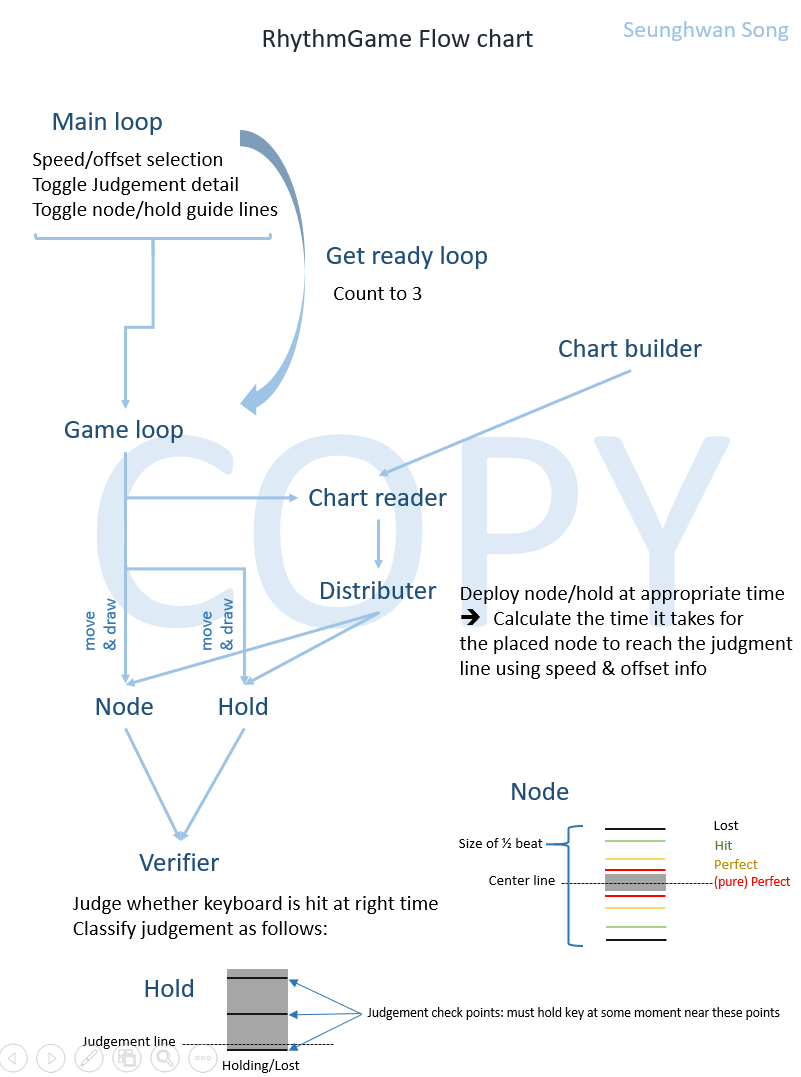 RhythmGame Flow chart
Seunghwan Song
Main loop
Speed/offset selection
Toggle Judgement detail
Toggle node/hold guide lines
Get ready loop
Count to 3
Chart builder
Game loop
COPY
Chart reader
Distributer
Deploy node/hold at appropriate time
➔ Calculate the time it takes for
the placed node to reach the judgment
line using speed & offset info
move
& draw
move
& draw
Node
Hold
Node
Lost
Size of ½ beat
Hit
Perfect
Center line
(pure) Perfect
Verifier
Judge whether keyboard is hit at right time
Classify judgement as follows:
Hold
Judgement check points: must hold key at some moment near these points
Judgement line
Holding/Lost